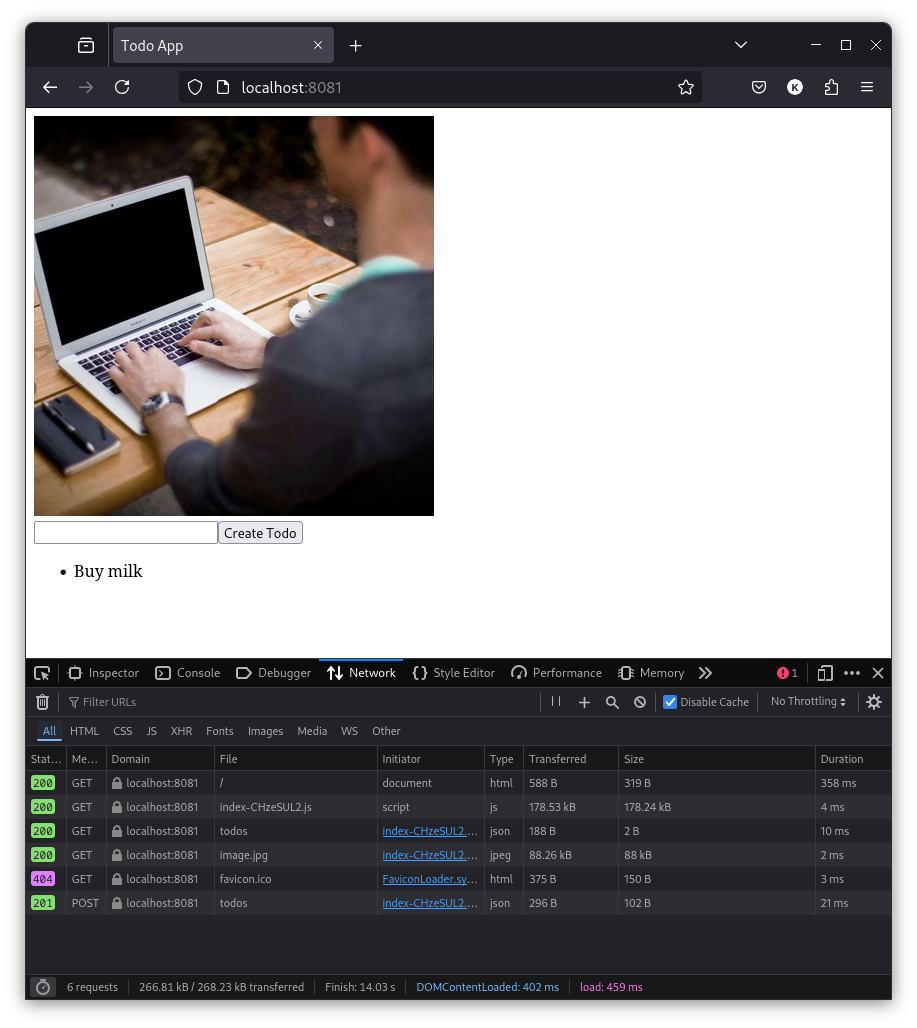 Todo App
localhost:8081
K
Create Todo
• Buy milk
Inspector Console Debugger Network Style Editor Performance Memory 1
Filter URLs Disable Cache No Throttling
All HTML CSS JS XHR Fonts Images Media WS Other
Stat… Me… Domain File Initiator Type Transferred Size Duration
200 GET localhost:8081 / document html 588 B 319 B 358 ms
200 GET localhost:8081 index-CHzeSUL2.js script js 178.53 kB 178.24 kB 4 ms
200 GET localhost:8081 todos index-CHzeSUL2.… json 188 B 2 B 10 ms
200 GET localhost:8081 image.jpg index-CHzeSUL2.… jpeg 88.26 kB 88 kB 2 ms
404 GET localhost:8081 favicon.ico FaviconLoader.sy… html 375 B 150 B 3 ms
201 POST localhost:8081 todos index-CHzeSUL2.… json 296 B 102 B 21 ms
6 requests 266.81 kB / 268.23 kB transferred Finish: 14.03 s DOMContentLoaded: 402 ms load: 459 ms